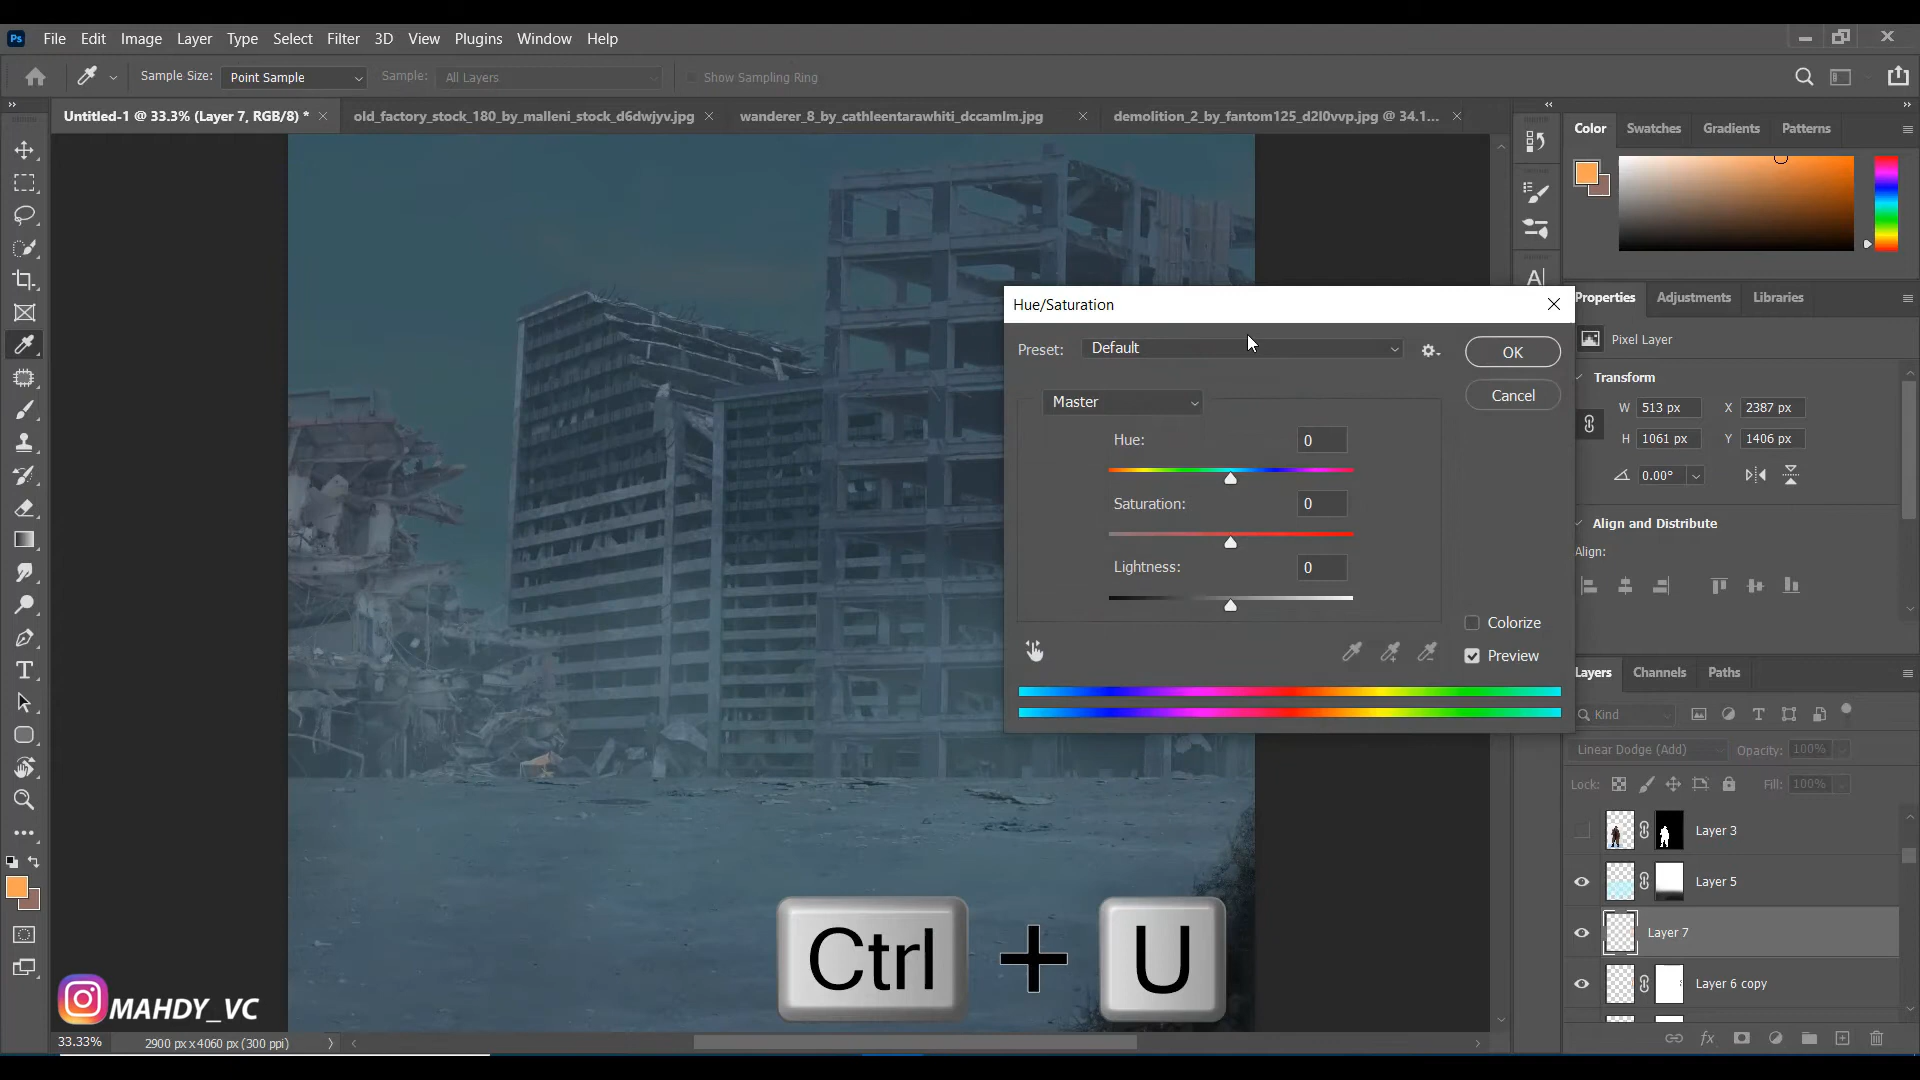 Ps File Edit Image Layer Type Select Filter 3D View Plugins Window Help
Sample Size: Point Sample Sample: All Layers Show Sampling Ring
Untitled-1 @ 33.3% (Layer 7, RGB/8) * old_factory_stock_180_by_malleni_stock_d6dwjyv.jpg wanderer_8_by_cathleentarawhiti_dccamlm.jpg demolition_2_by_fantom125_d2l0vvp.jpg @ 34.1...
Color Swatches Gradients Patterns
Hue/Saturation
Preset: Default
OK
Cancel
Master
Hue: 0
Saturation: 0
Lightness: 0
Colorize
Preview
Properties Adjustments Libraries
Pixel Layer
Transform
W 513 px X 2387 px
H 1061 px Y 1406 px
0.00°
Align and Distribute
Align:
Layers Channels Paths
Kind
Linear Dodge (Add) Opacity: 100%
Lock: Fill: 100%
Layer 3
Layer 5
Layer 7
Layer 6 copy
fx
Ctrl + U
MAHDY_VC
33.33% 2900 px x 4060 px (300 ppi)